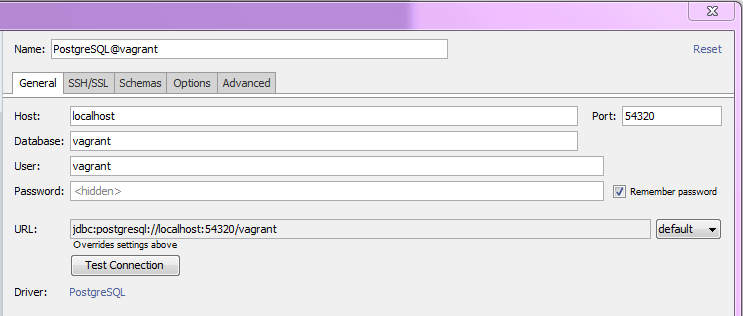 Name: PostgreSQL@vagrant Reset
General SSH/SSL Schemas Options Advanced
Host: localhost Port: 54320
Database: vagrant
User: vagrant
Password: <hidden> Remember password
URL: jdbc:postgresql://localhost:54320/vagrant default
Overrides settings above
Test Connection
Driver: PostgreSQL